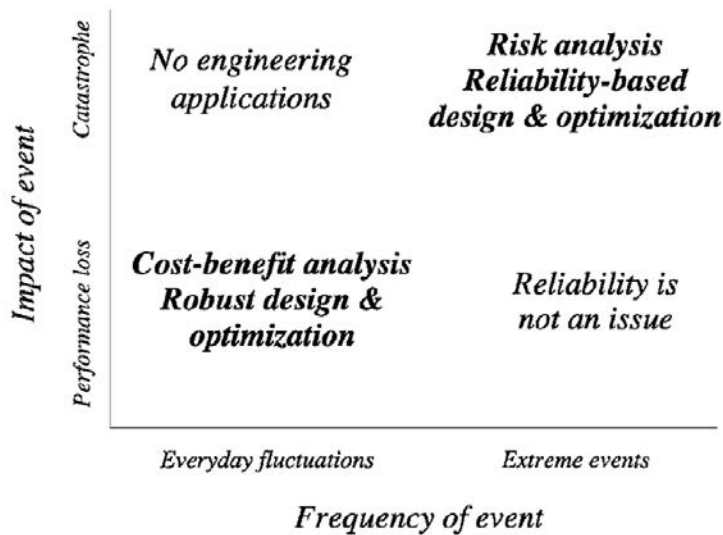 Impact of event
Catastrophe
Performance loss
No engineering
applications
Risk analysis
Reliability-based
design & optimization
Cost-benefit analysis
Robust design &
optimization
Reliability is
not an issue
Everyday fluctuations
Extreme events
Frequency of event